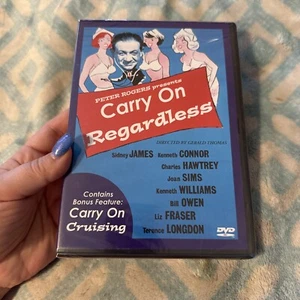 PETER ROGERS presents
Carry On
Regardless
DIRECTED BY GERALD THOMAS
Sidney JAMES Kenneth CONNOR
Charles HAWTREY
Joan SIMS
Kenneth WILLIAMS
Bill OWEN
Liz FRASER
Terence LONGDON
Contains
Bonus Feature:
Carry On
Cruising
DVD